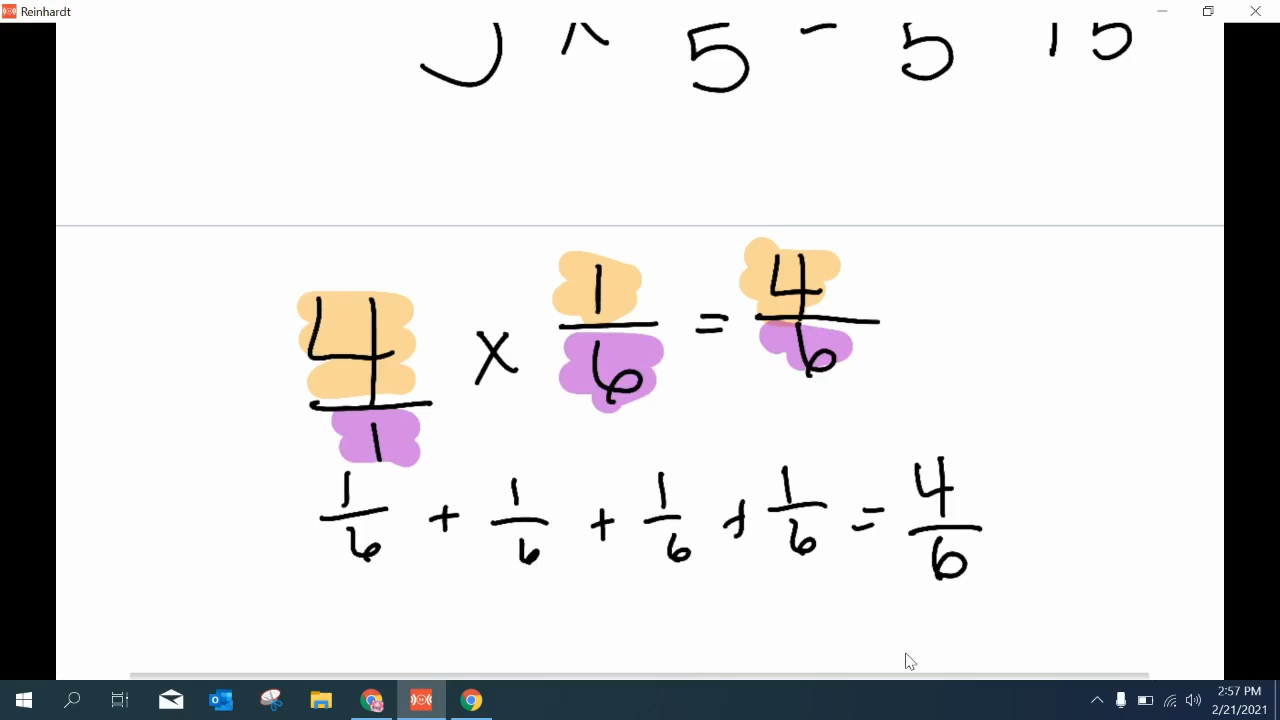 Reinhardt
5 = 5 15
4/1 x 1/6 = 4/6
1/6 + 1/6 + 1/6 + 1/6 = 4/6
2:57 PM
2/21/2021